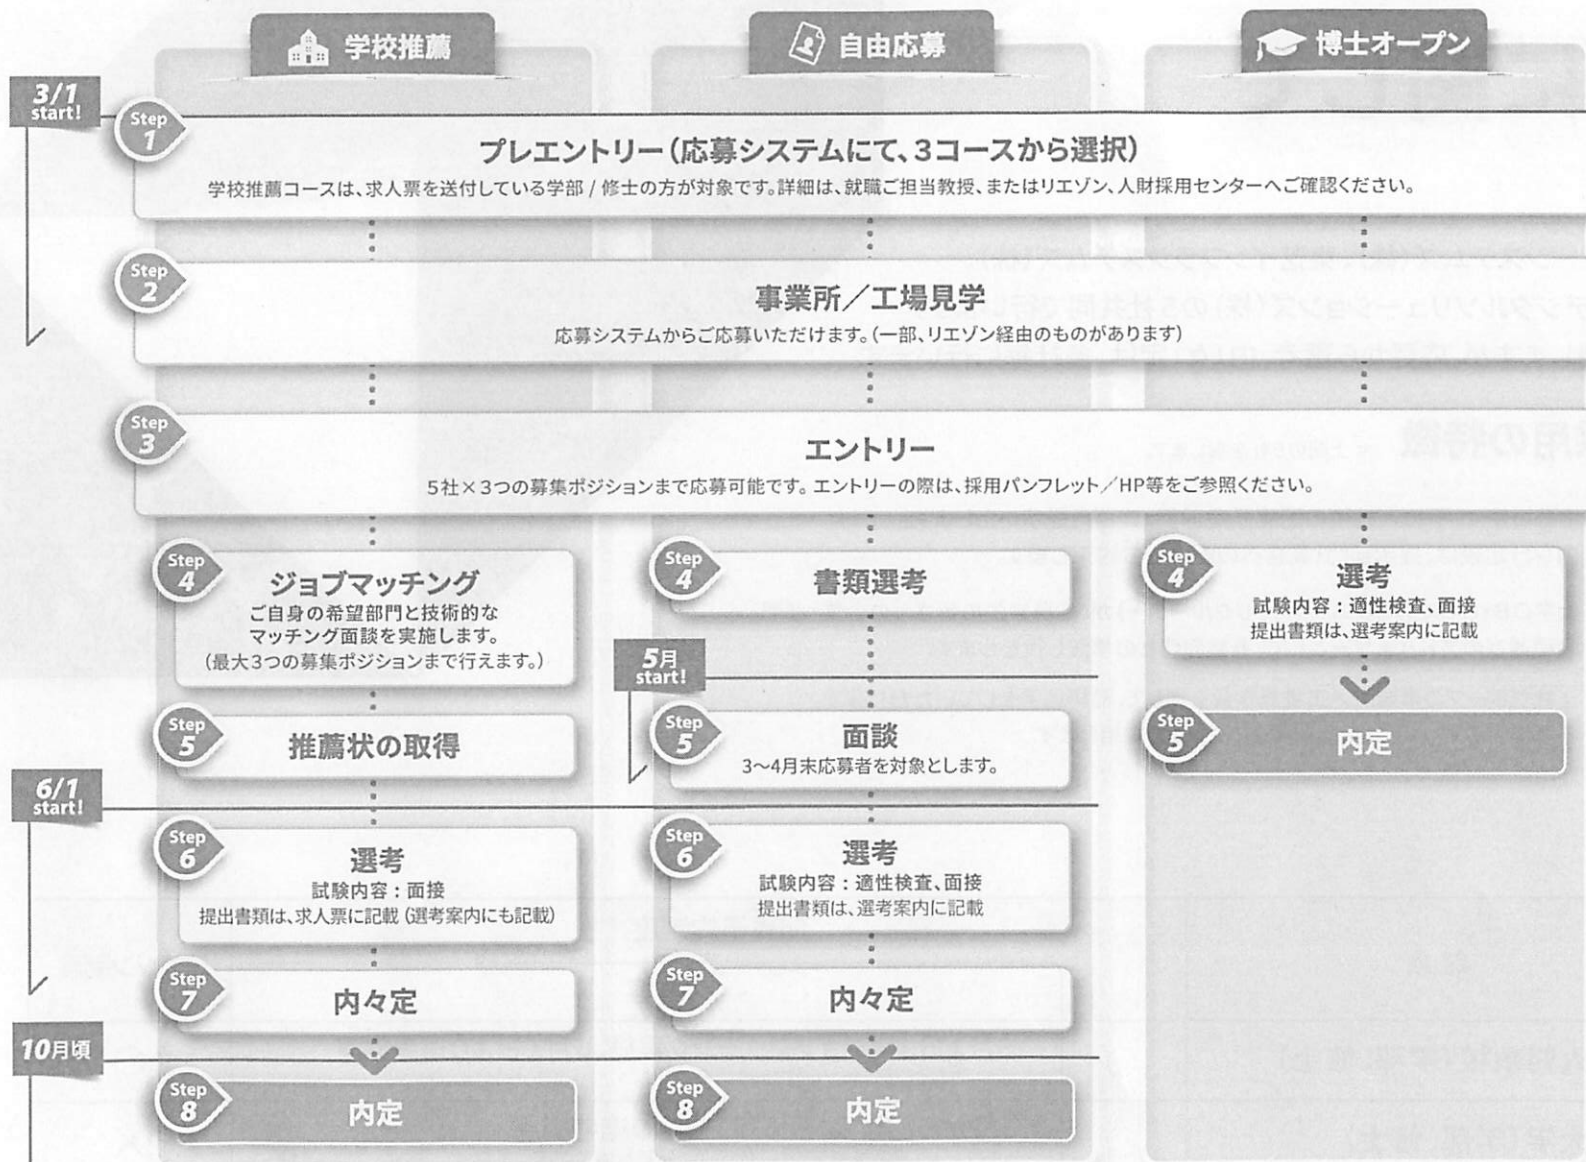 学校推薦
自由応募
博士オープン
3/1
start!
Step
1
プレエントリー(応募システムにて、3コースから選択)
学校推薦コースは、求人票を送付している学部 / 修士の方が対象です。詳細は、就職ご担当教授、またはリエゾン、人財採用センターへご確認ください。
Step
2
事業所/工場見学
応募システムからご応募いただけます。(一部、リエゾン経由のものがあります)
Step
3
エントリー
5社×3つの募集ポジションまで応募可能です。エントリーの際は、採用パンフレット/HP等をご参照ください。
Step
4
ジョブマッチング
ご自身の希望部門と技術的な
マッチング面談を実施します。
(最大3つの募集ポジションまで行えます。)
Step
4
書類選考
Step
4
選考
試験内容:適性検査、面接
提出書類は、選考案内に記載
5月
start!
Step
5
推薦状の取得
Step
5
面談
3~4月末応募者を対象とします。
Step
5
内定
6/1
start!
Step
6
選考
試験内容:面接
提出書類は、求人票に記載 (選考案内にも記載)
Step
6
選考
試験内容:適性検査、面接
提出書類は、選考案内に記載
Step
7
内々定
Step
7
内々定
10月頃
Step
8
内定
Step
8
内定